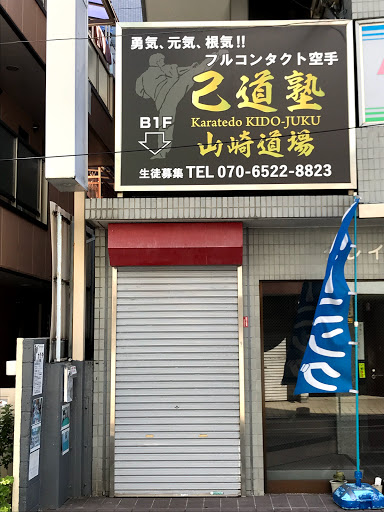 勇気、元気、根気!!
フルコンタクト空手
己道塾
Karatedo KIDO-JUKU
B1F
山崎道場
生徒募集 TEL 070-6522-8823